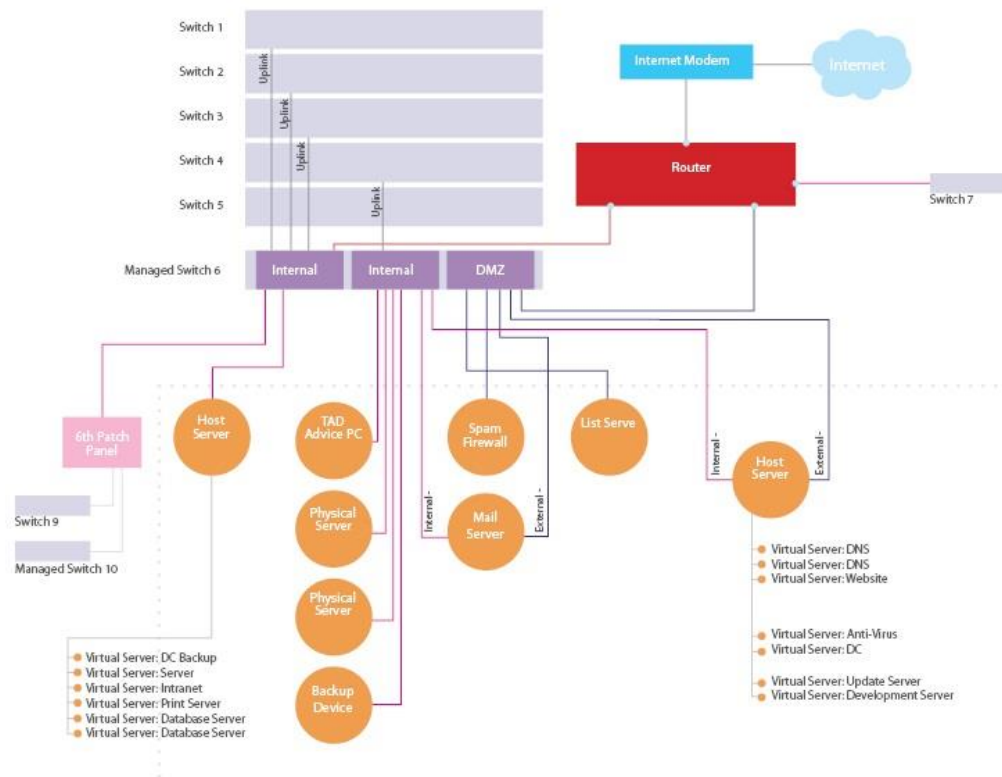 Switch 1
Switch 2
Switch 3
Switch 4
Switch 5
Managed Switch 6
Uplink
Uplink
Uplink
Uplink
Internal
Internal
DMZ
Internet Modem
Internet
Router
Switch 7
6th Patch
Panel
Switch 9
Managed Switch 10
Host
Server
TAD
Advice PC
Physical
Server
Physical
Server
Backup
Device
Spam
Firewall
List Serve
Internal -
Mail
Server
External -
Internal -
Host
Server
External -
Virtual Server: DC Backup
Virtual Server: Server
Virtual Server: Intranet
Virtual Server: Print Server
Virtual Server: Database Server
Virtual Server: Database Server
Virtual Server: DNS
Virtual Server: DNS
Virtual Server: Website
Virtual Server: Anti-Virus
Virtual Server: DC
Virtual Server: Update Server
Virtual Server: Development Server